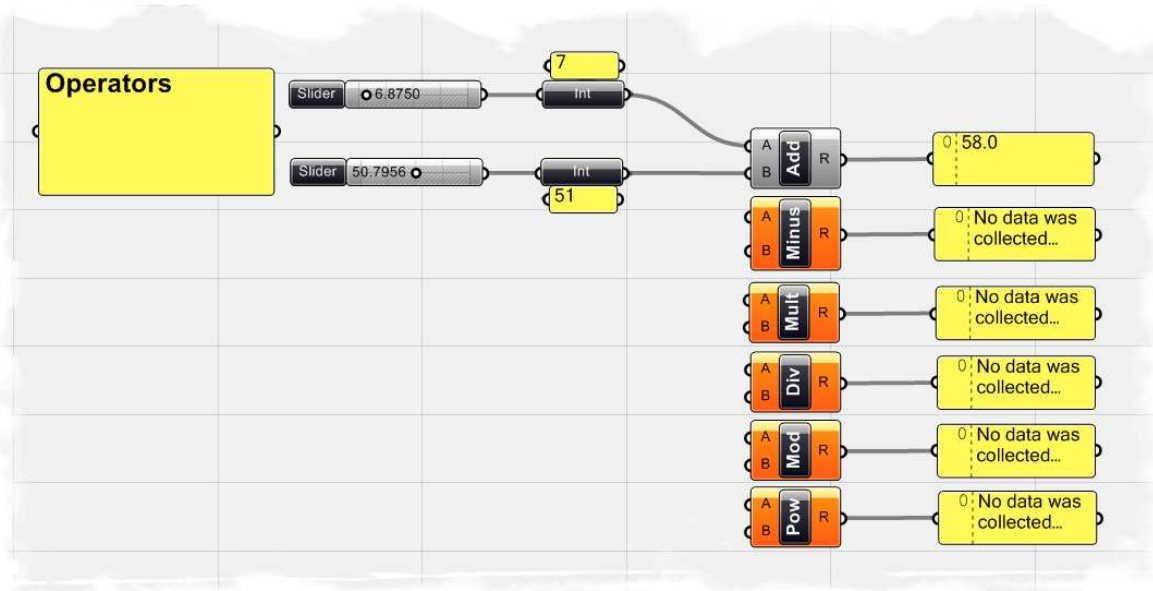 Operators
7
Slider 6.8750 Int
Slider 50.7956 Int
51
A B Add R
0 58.0
A B Minus R
0 No data was
collected...
A B Mult R
0 No data was
collected...
A B Div R
0 No data was
collected...
A B Mod R
0 No data was
collected...
A B Pow R
0 No data was
collected...